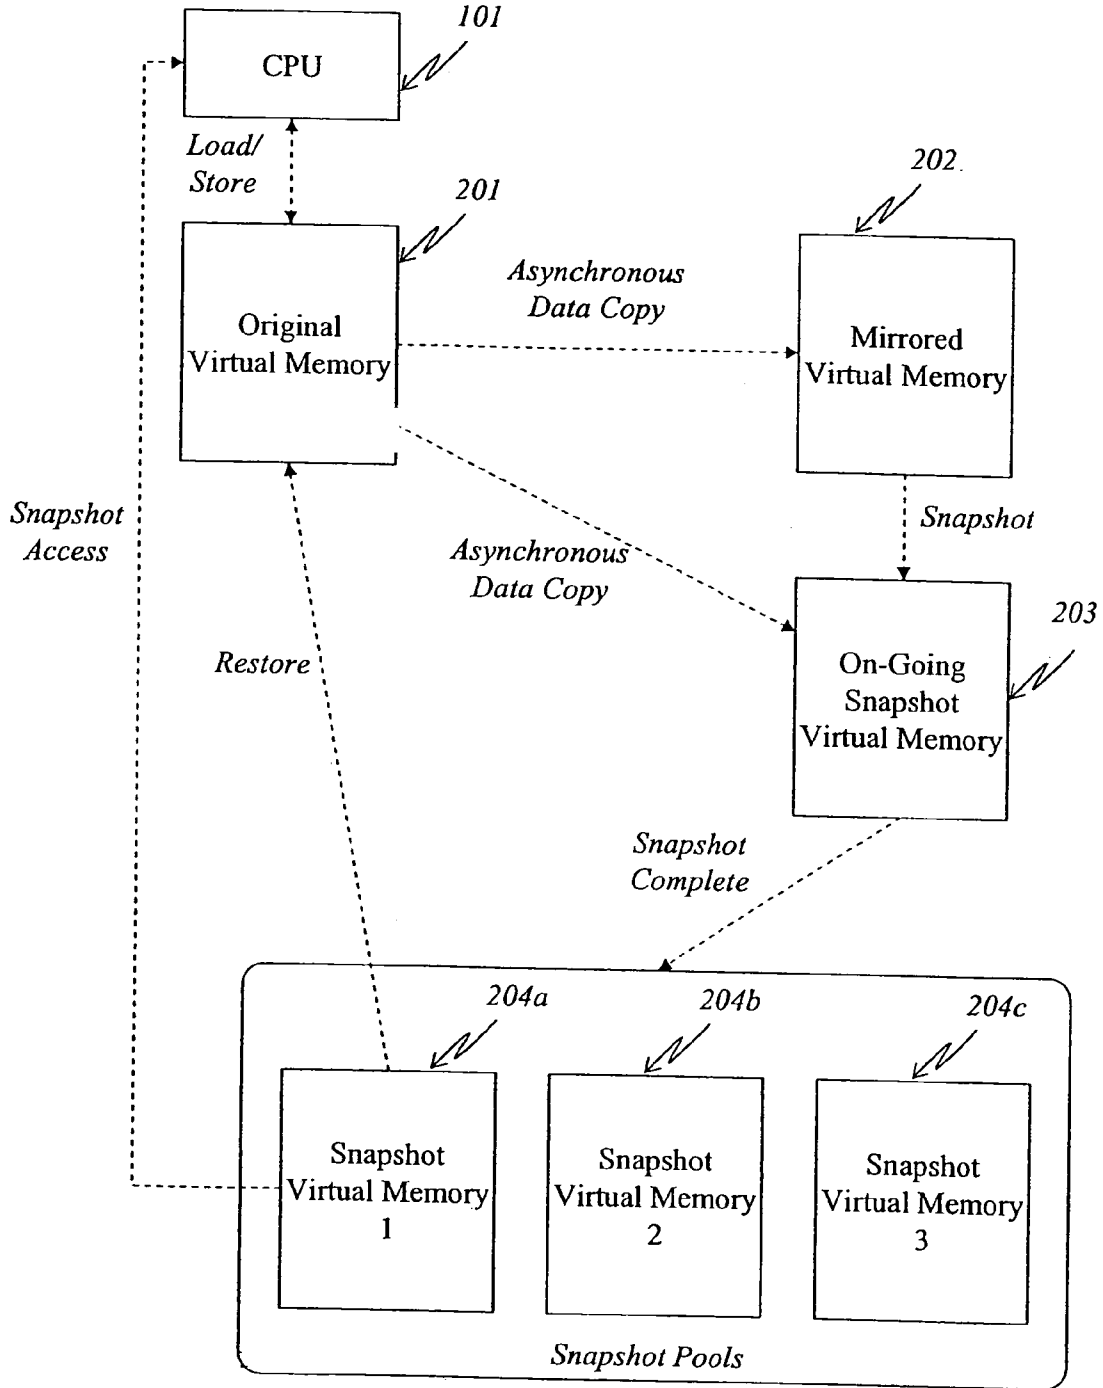 101
CPU
Load/
Store
201
202
Asynchronous
Data Copy
Original
Virtual Memory
Mirrored
Virtual Memory
Snapshot
Access
Snapshot
Asynchronous
Data Copy
203
Restore
On-Going
Snapshot
Virtual Memory
Snapshot
Complete
204a
204b
204c
Snapshot
Virtual Memory
1
Snapshot
Virtual Memory
2
Snapshot
Virtual Memory
3
Snapshot Pools